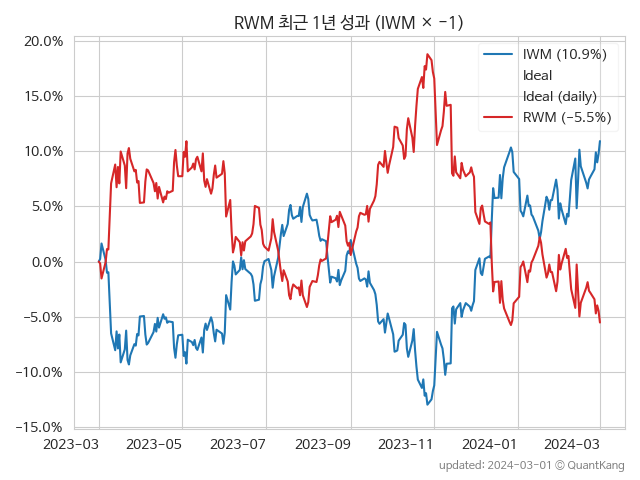 RWM 최근 1년 성과 (IWM × −1)
20.0%
15.0%
10.0%
5.0%
0.0%
−5.0%
−10.0%
−15.0%
IWM (10.9%)
Ideal
Ideal (daily)
RWM (−5.5%)
2023-03
2023-05
2023-07
2023-09
2023-11
2024-01
2024-03
updated: 2024-03-01 © QuantKang